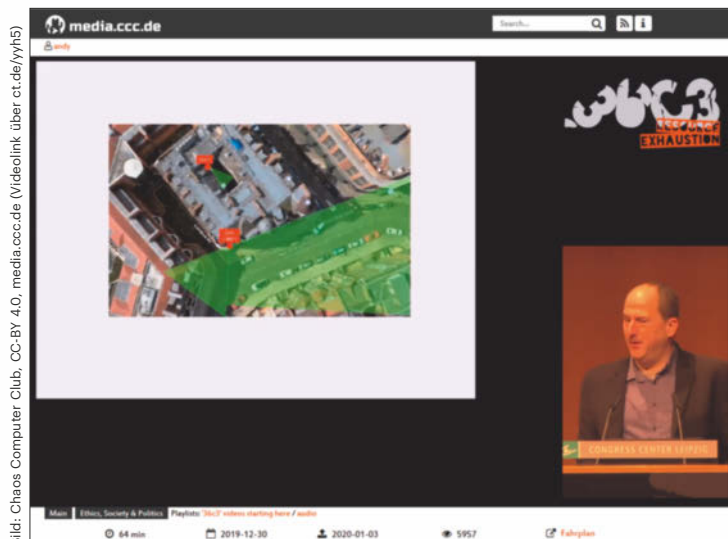 media.ccc.de
Search...
andy
36C3
RESOURCE
EXHAUSTION
CONGRESS CENTER LEIPZIG
Main Ethics, Society & Politics Playlists: '36c3' videos starting here / audio
64 min 2019-12-30 2020-01-03 5957 Fahrplan
ild: Chaos Computer Club, CC-BY 4.0, media.ccc.de (Videolink über ct.de/yyh5)